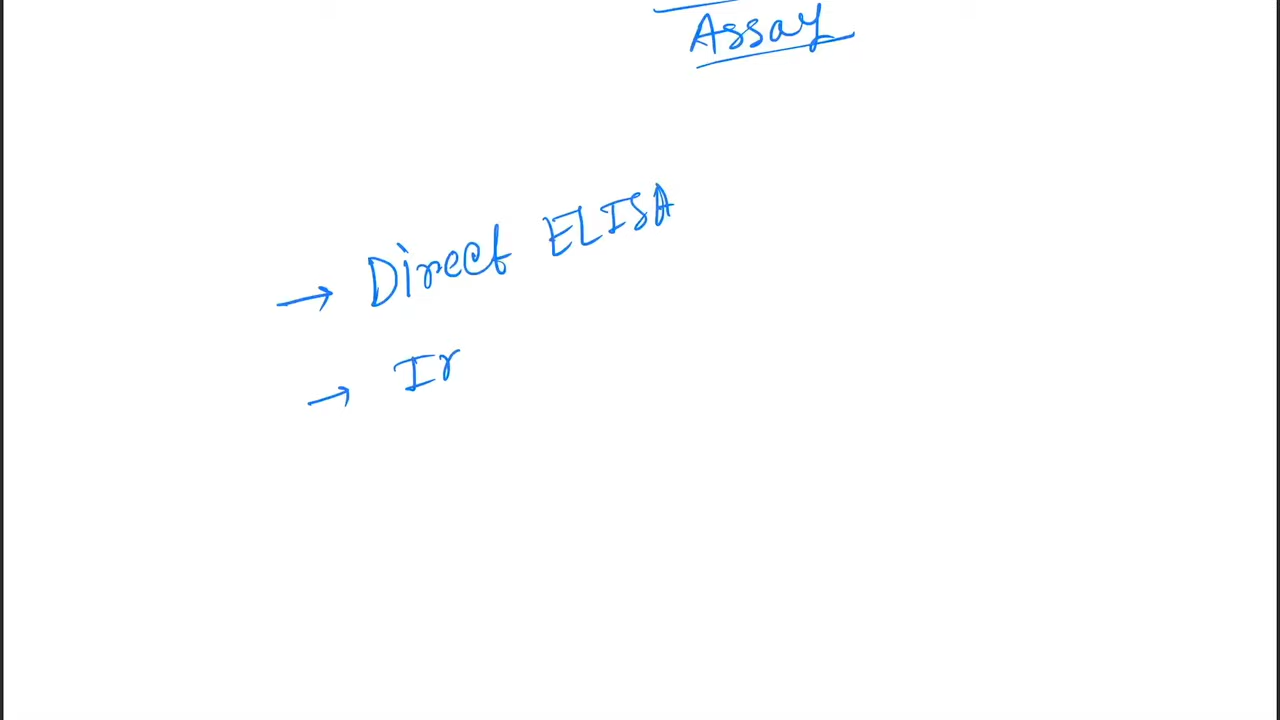 Assay
→ Direct ELISA
→ Ir